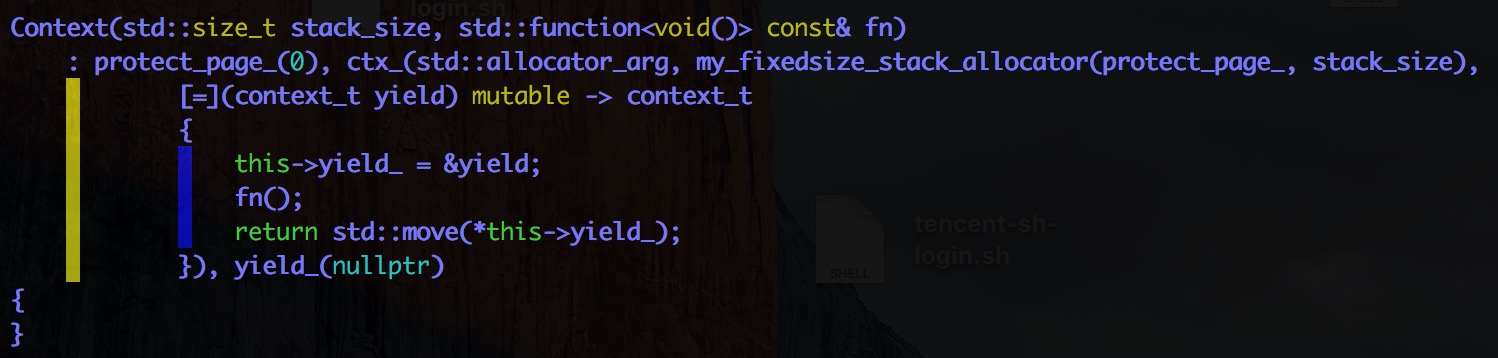 login.sh
Context(std::size_t stack_size, std::function<void()> const& fn)
    : protect_page_(0), ctx_(std::allocator_arg, my_fixedsize_stack_allocator(protect_page_, stack_size),
            [=](context_t yield) mutable -> context_t
            {
                this->yield_ = &yield;
                fn();
                return std::move(*this->yield_);
            }), yield_(nullptr)
{
}
tencent-sh-
login.sh
SHELL